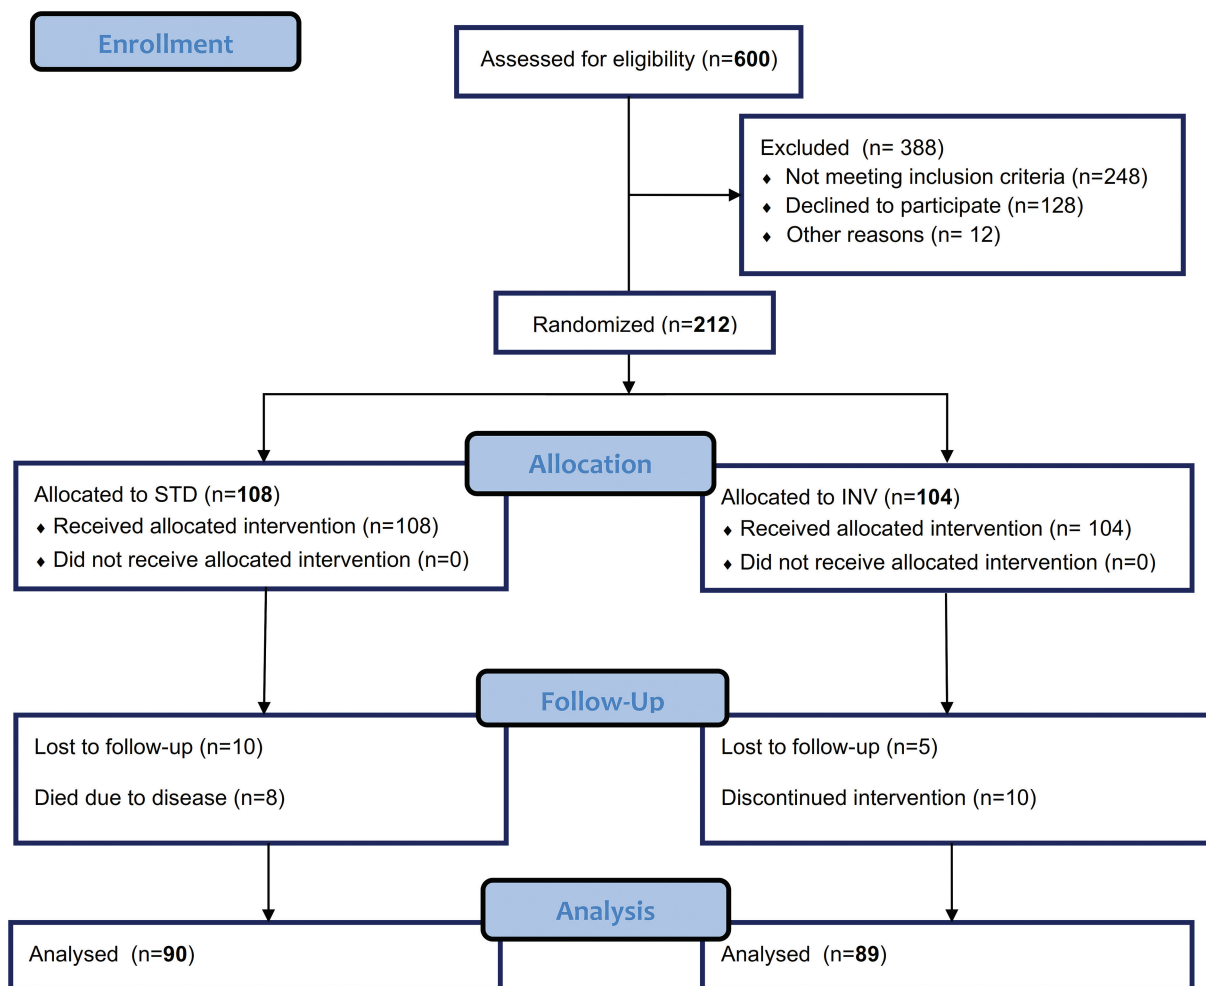 Enrollment
Assessed for eligibility (n=600)
Excluded (n= 388)
♦ Not meeting inclusion criteria (n=248)
♦ Declined to participate (n=128)
♦ Other reasons (n= 12)
Randomized (n=212)
Allocation
Allocated to STD (n=108)
♦ Received allocated intervention (n=108)
♦ Did not receive allocated intervention (n=0)
Allocated to INV (n=104)
♦ Received allocated intervention (n= 104)
♦ Did not receive allocated intervention (n=0)
Follow-Up
Lost to follow-up (n=10)
Died due to disease (n=8)
Lost to follow-up (n=5)
Discontinued intervention (n=10)
Analysis
Analysed (n=90)
Analysed (n=89)